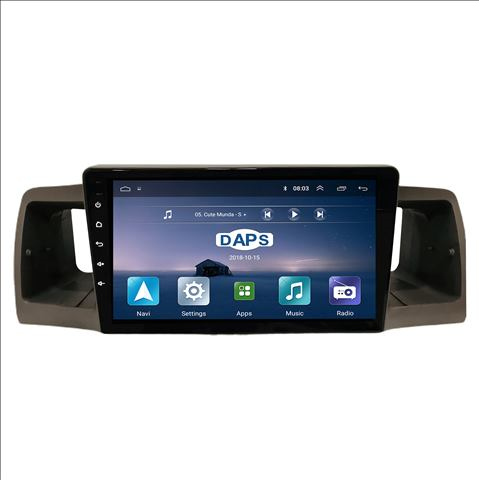 08:03
05. Cute Munda - S
DAPS
2018-10-15
Navi
Settings
Apps
Music
Radio